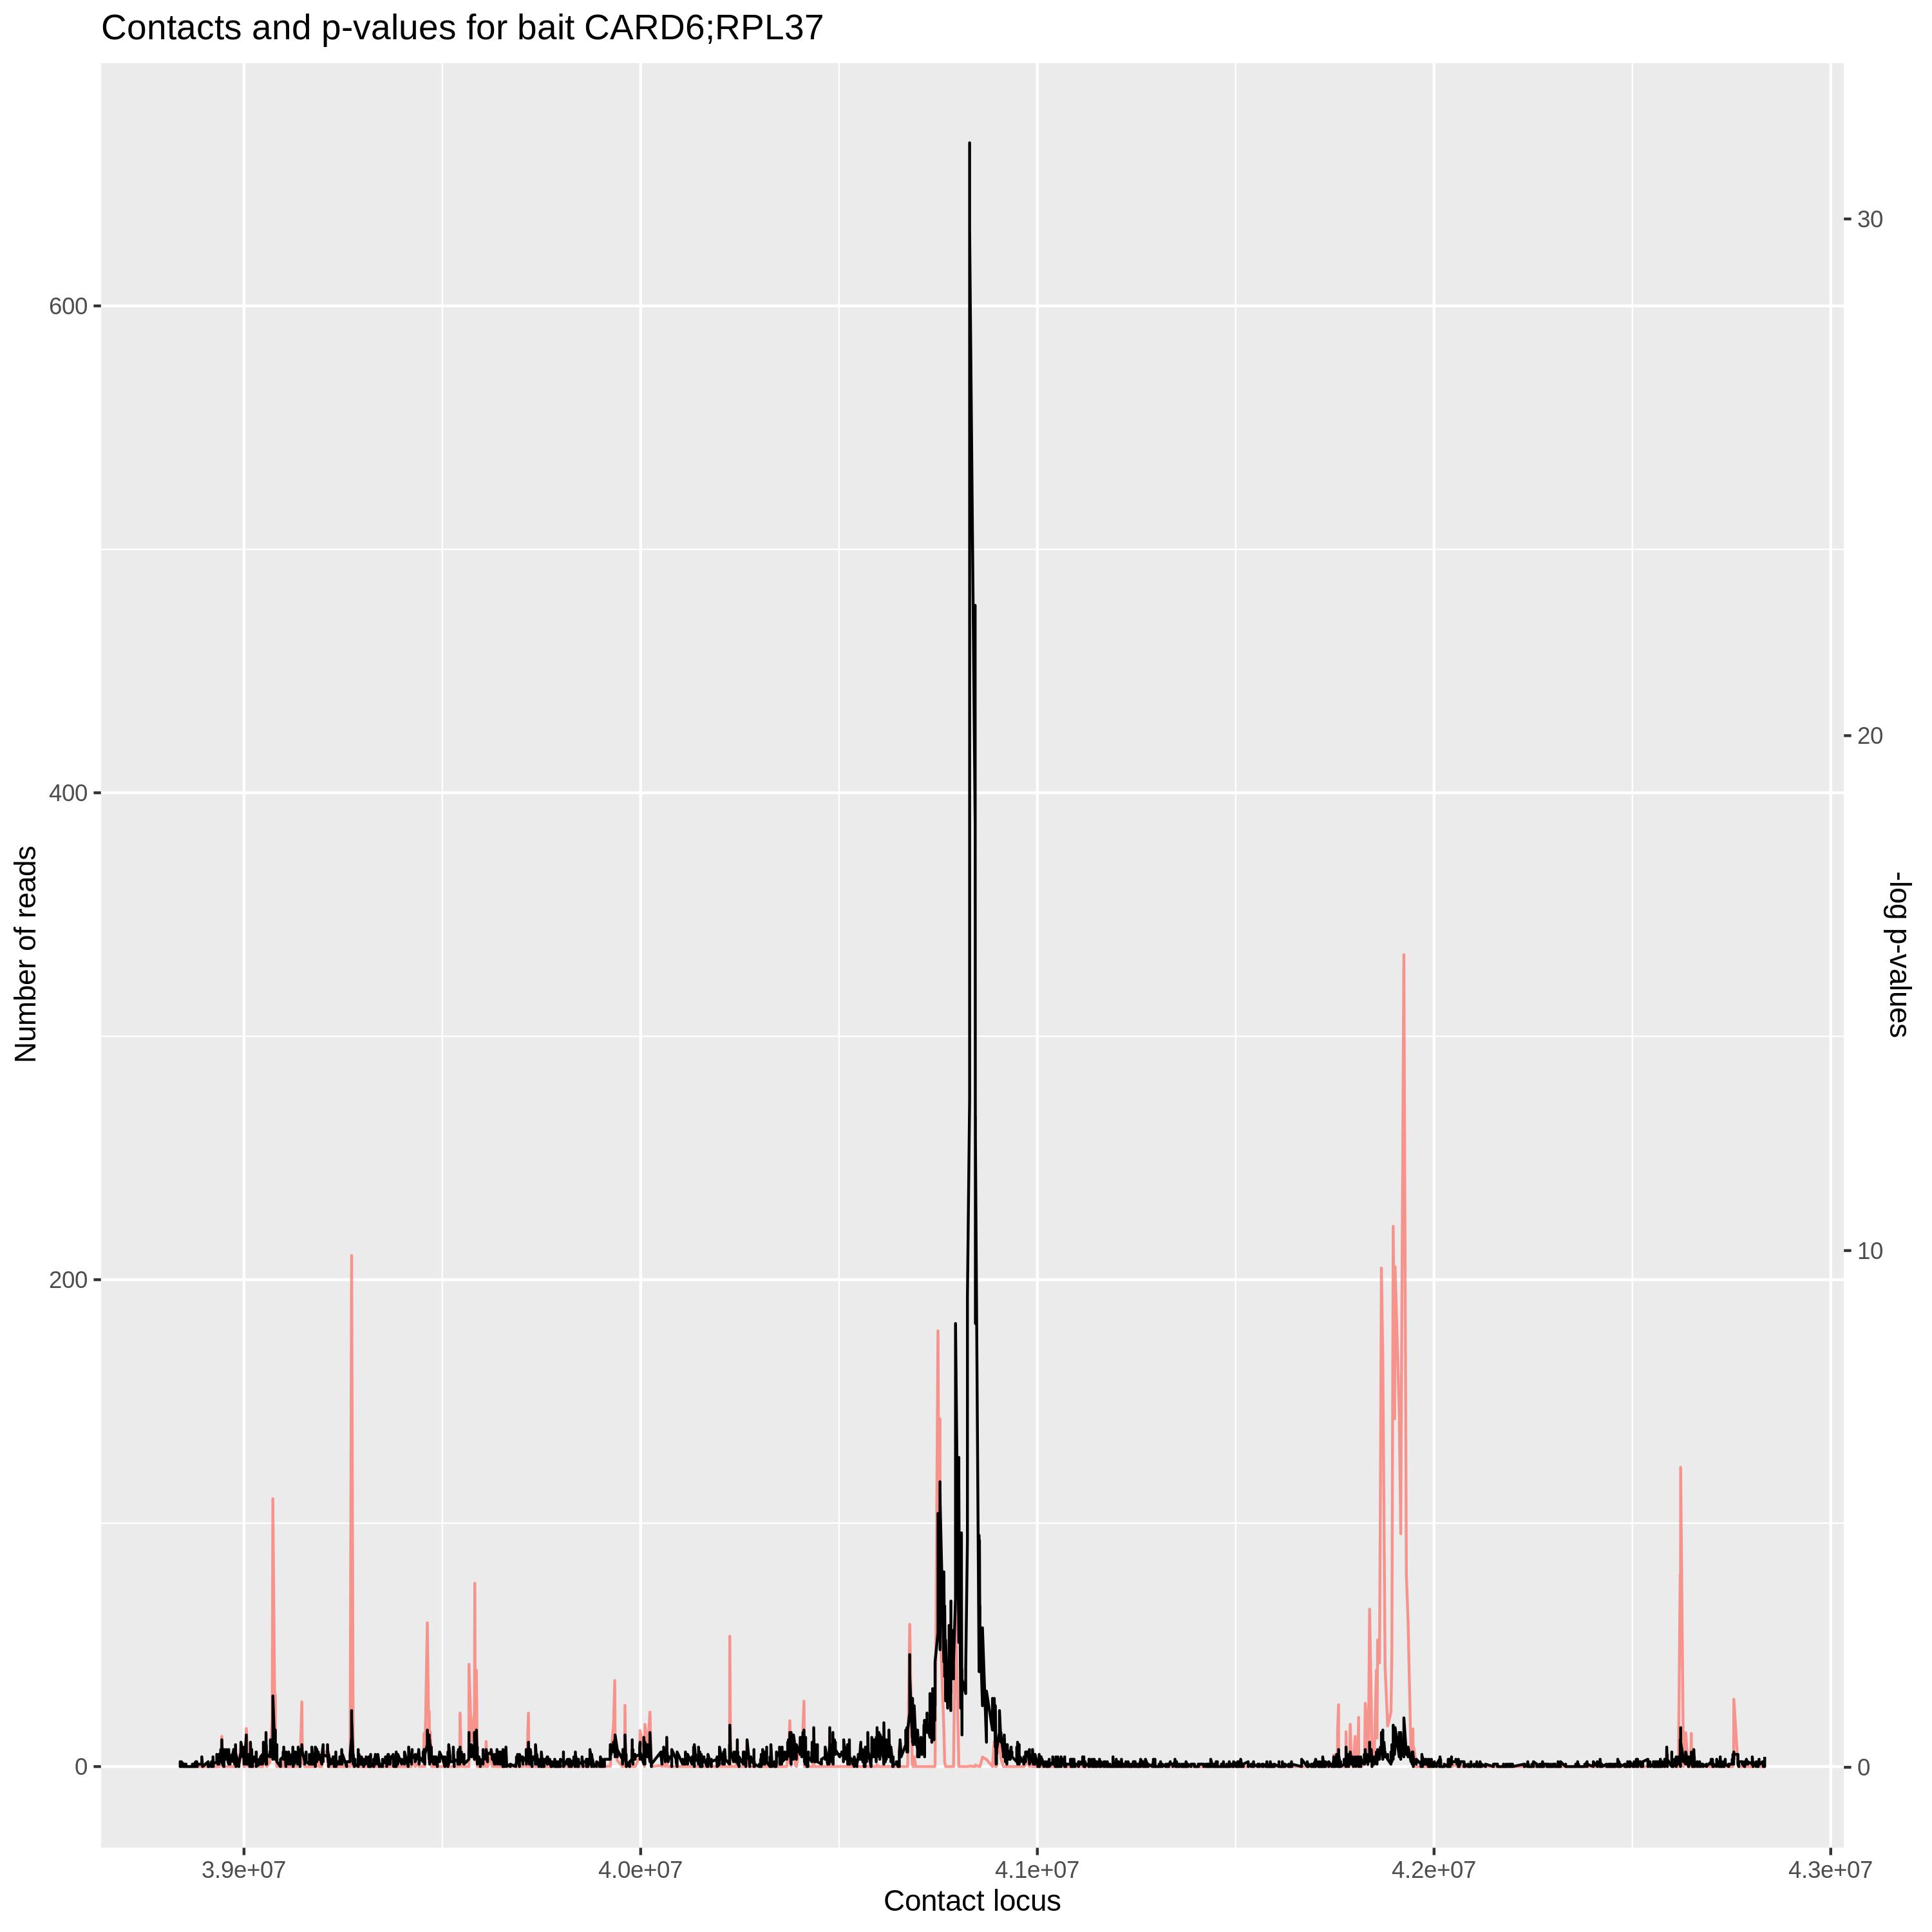 Contacts and p-values for bait CARD6;RPL37
Number of reads
600
400
200
0
30
20
10
0
-log p-values
3.9e+07
4.0e+07
4.1e+07
4.2e+07
4.3e+07
Contact locus